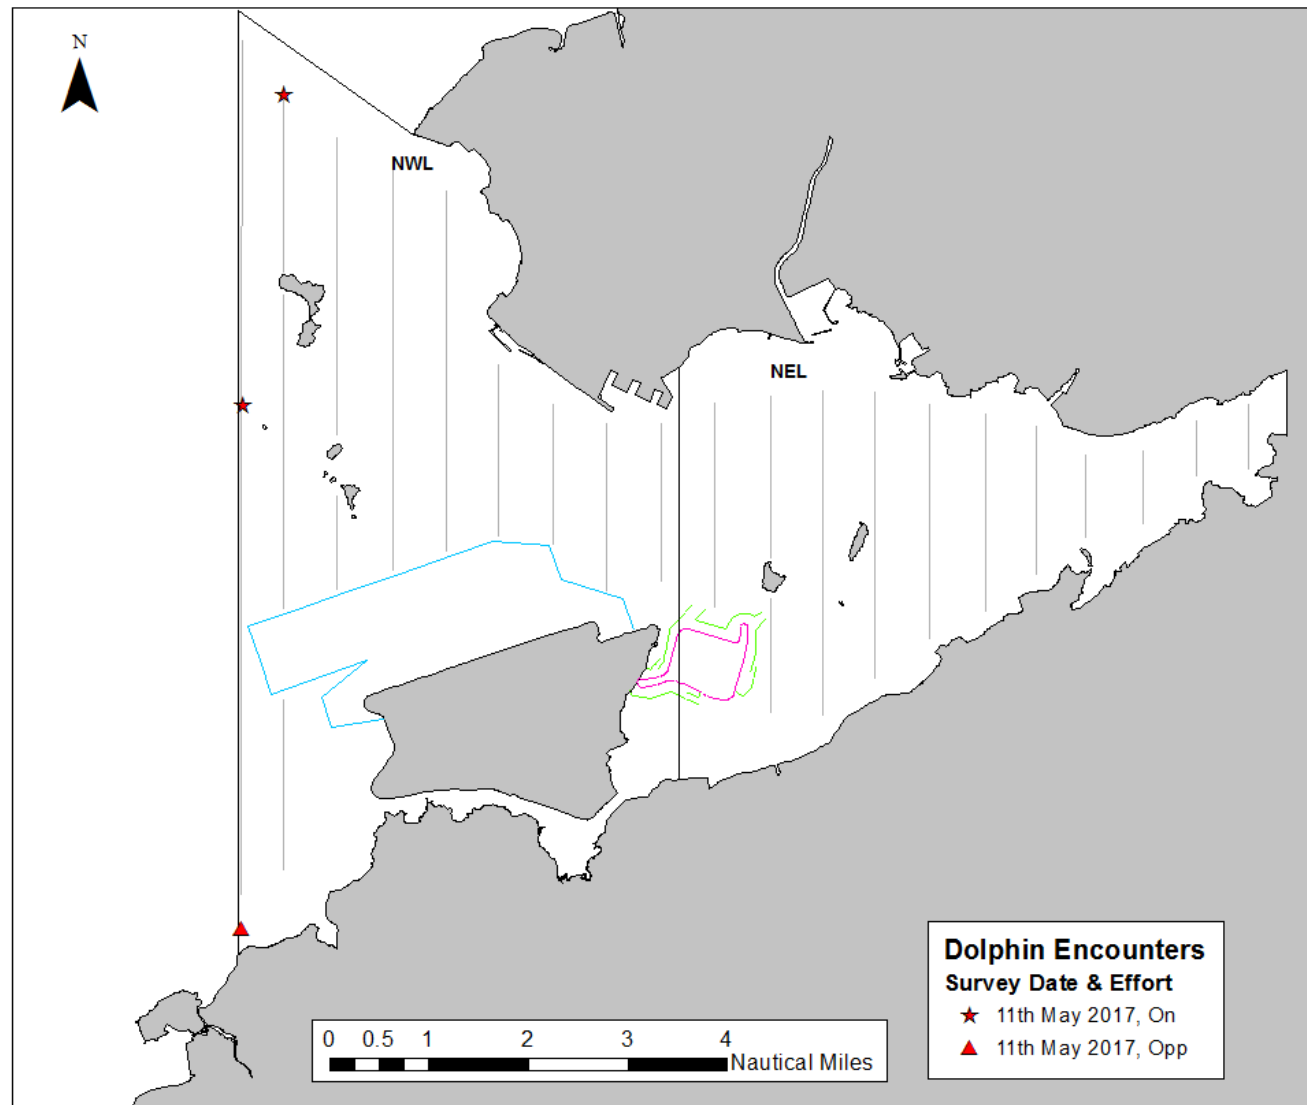 N
NWL
NEL
Dolphin Encounters
Survey Date & Effort
11th May 2017, On
11th May 2017, Opp
0 0.5 1 2 3 4
Nautical Miles